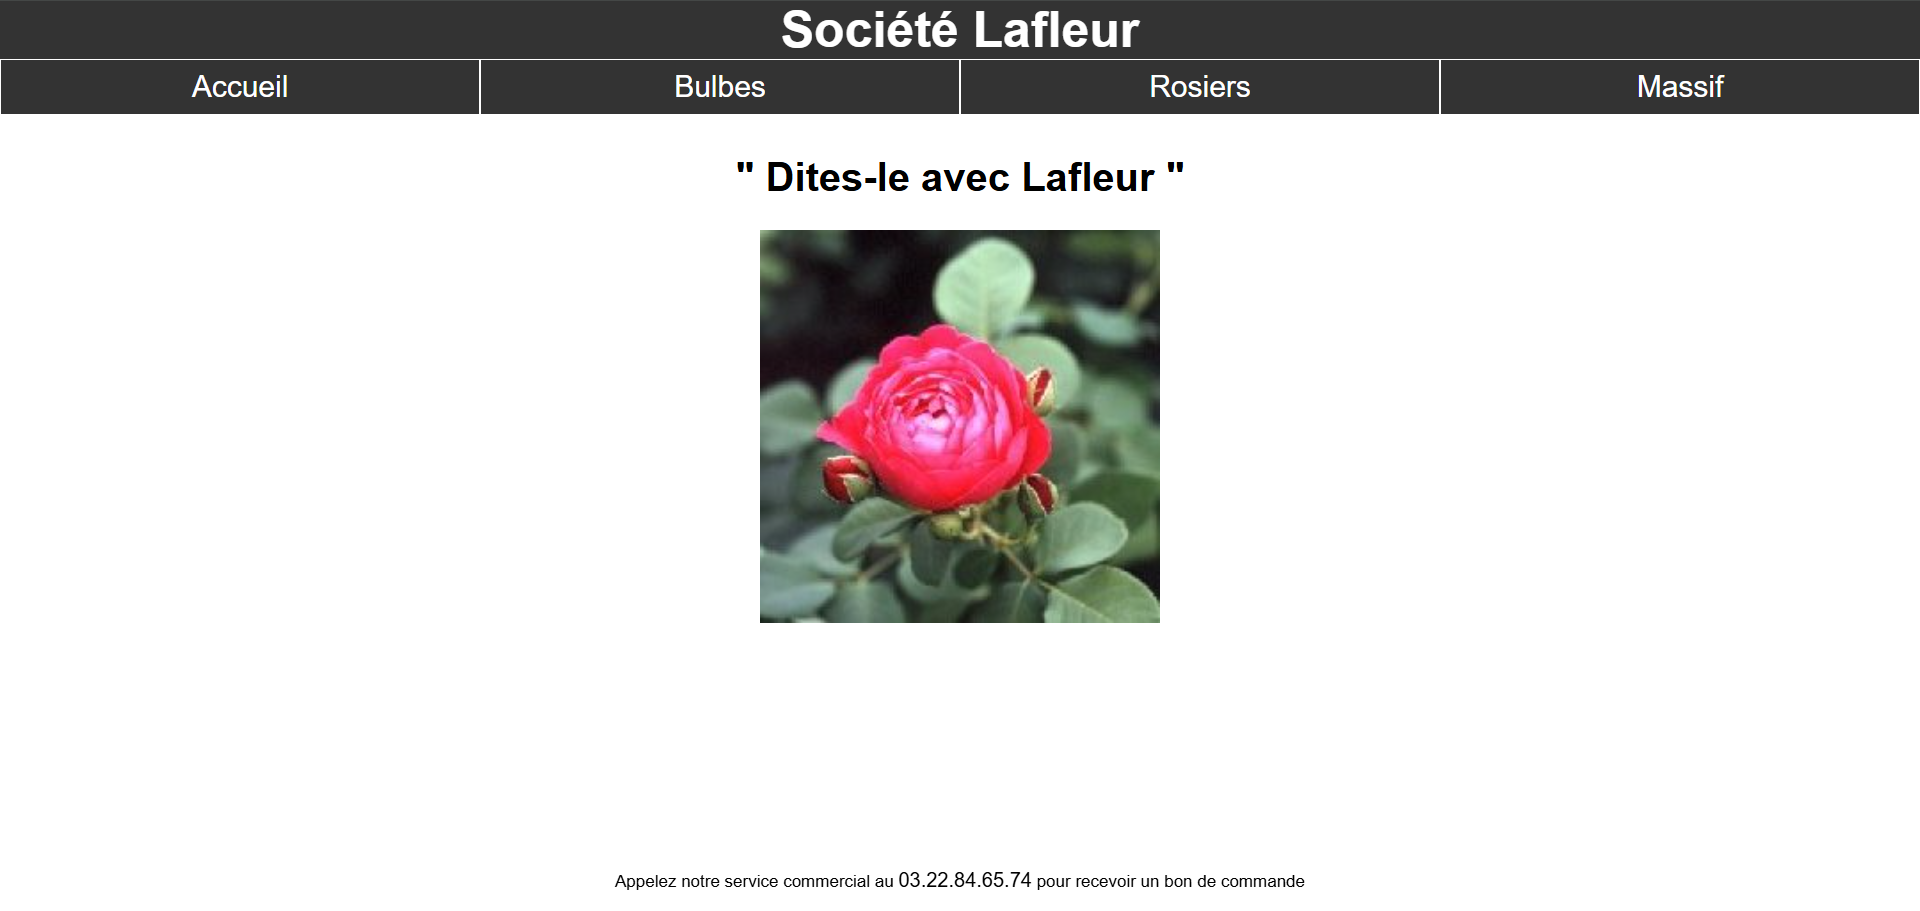 Société Lafleur
Accueil Bulbes Rosiers Massif
" Dites-le avec Lafleur "
Appelez notre service commercial au 03.22.84.65.74 pour recevoir un bon de commande